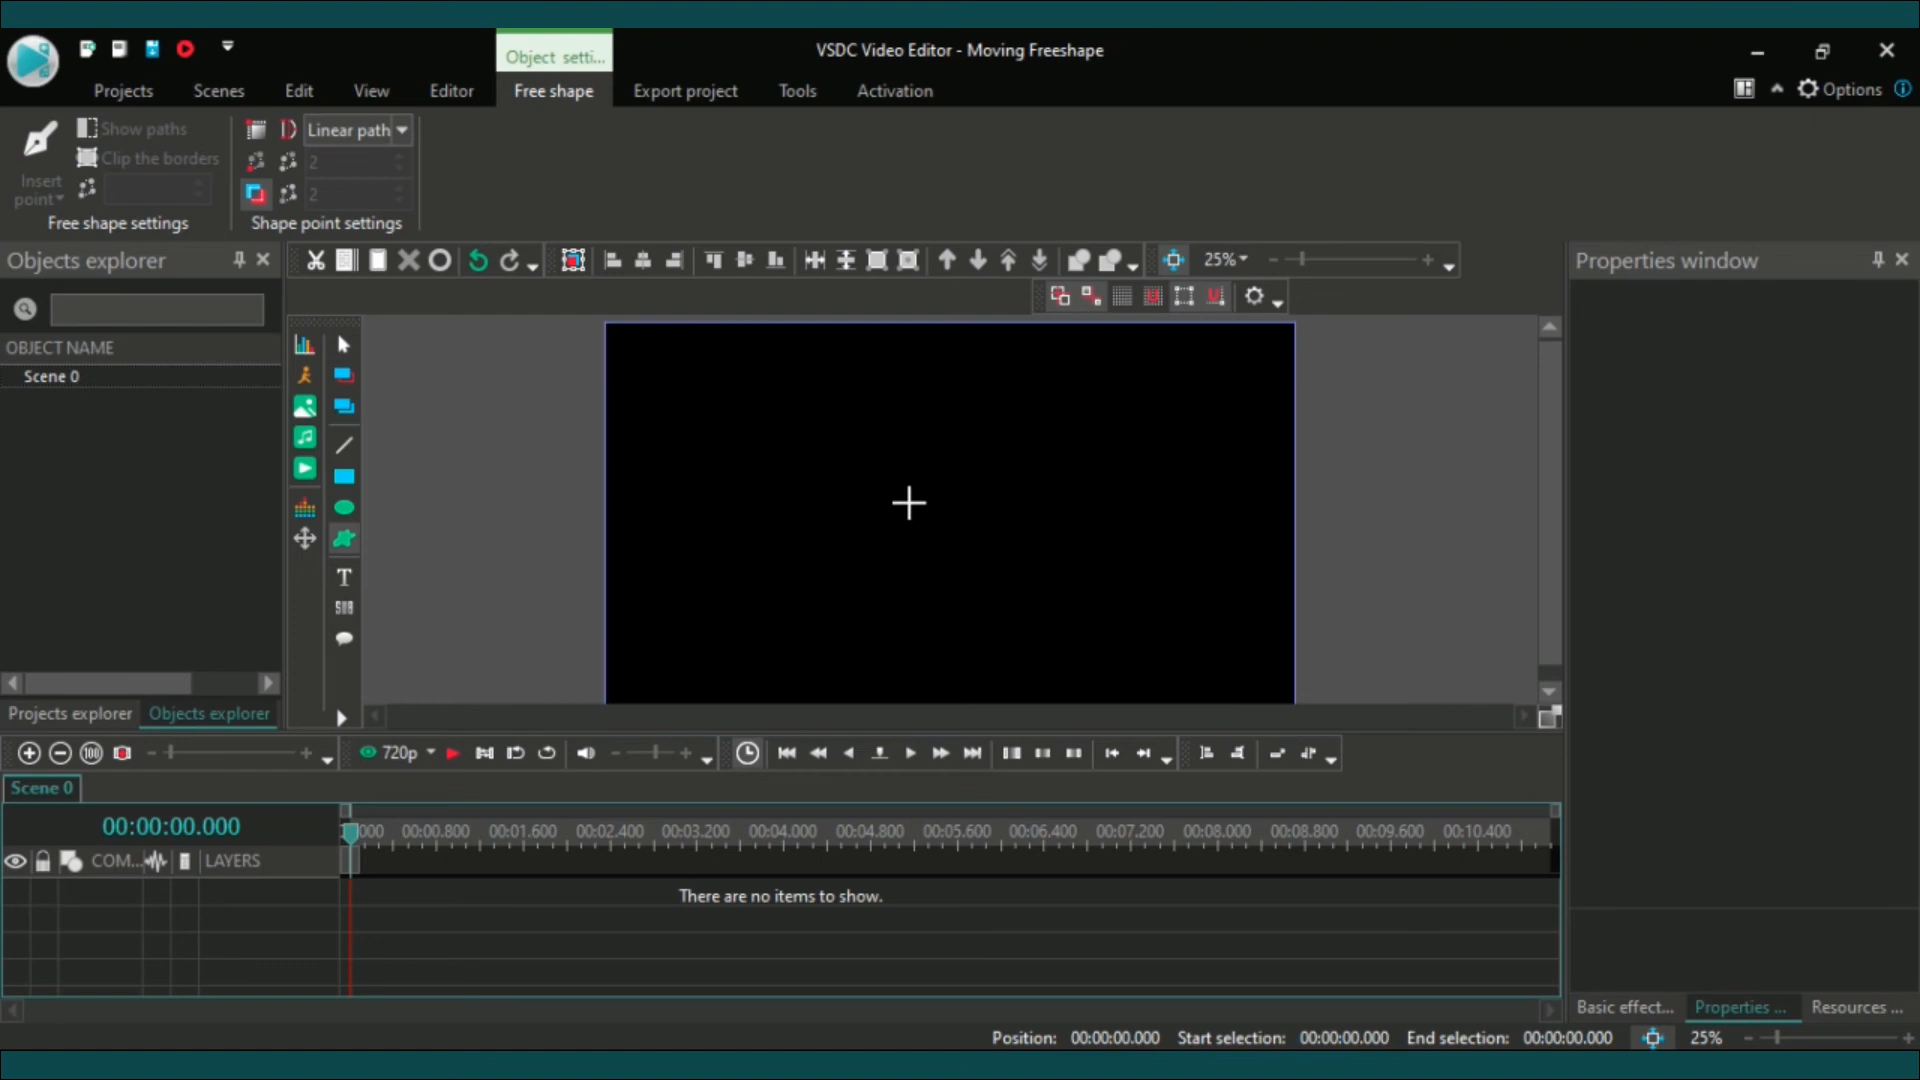 VSDC Video Editor - Moving Freeshape
Object setti...
Projects Scenes Edit View Editor Free shape Export project Tools Activation
Options
Show paths
Linear path
Clip the borders
2
Insert
point
2
Free shape settings
Shape point settings
Objects explorer
25%
Properties window
OBJECT NAME
Scene 0
T
SUB
Projects explorer
Objects explorer
100
720p
Scene 0
00:00:00.000
000 00:00.800 00:01.600 00:02.400 00:03.200 00:04.000 00:04.800 00:05.600 00:06.400 00:07.200 00:08.000 00:08.800 00:09.600 00:10.400
COM... LAYERS
There are no items to show.
Basic effect... Properties ... Resources ...
Position: 00:00:00.000 Start selection: 00:00:00.000 End selection: 00:00:00.000 25%